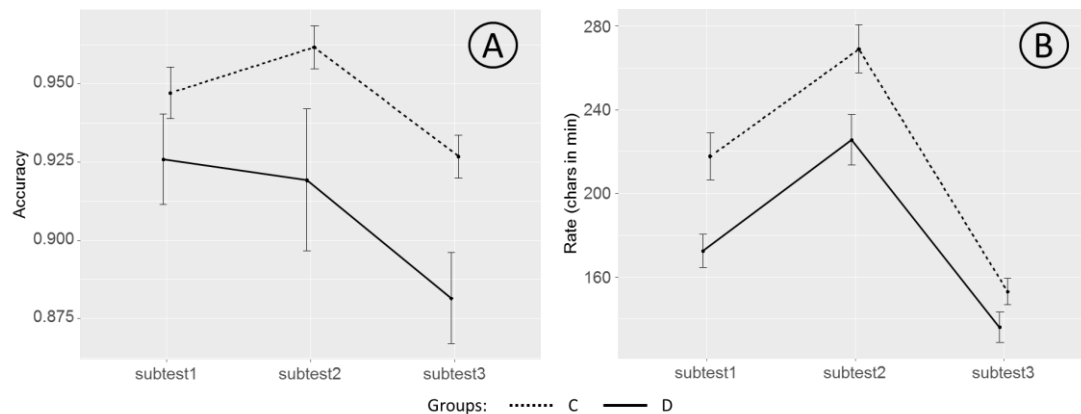 A
Accuracy
0.950
0.925
0.900
0.875
subtest1 subtest2 subtest3
B
Rate (chars in min)
280
240
200
160
subtest1 subtest2 subtest3
Groups: C D